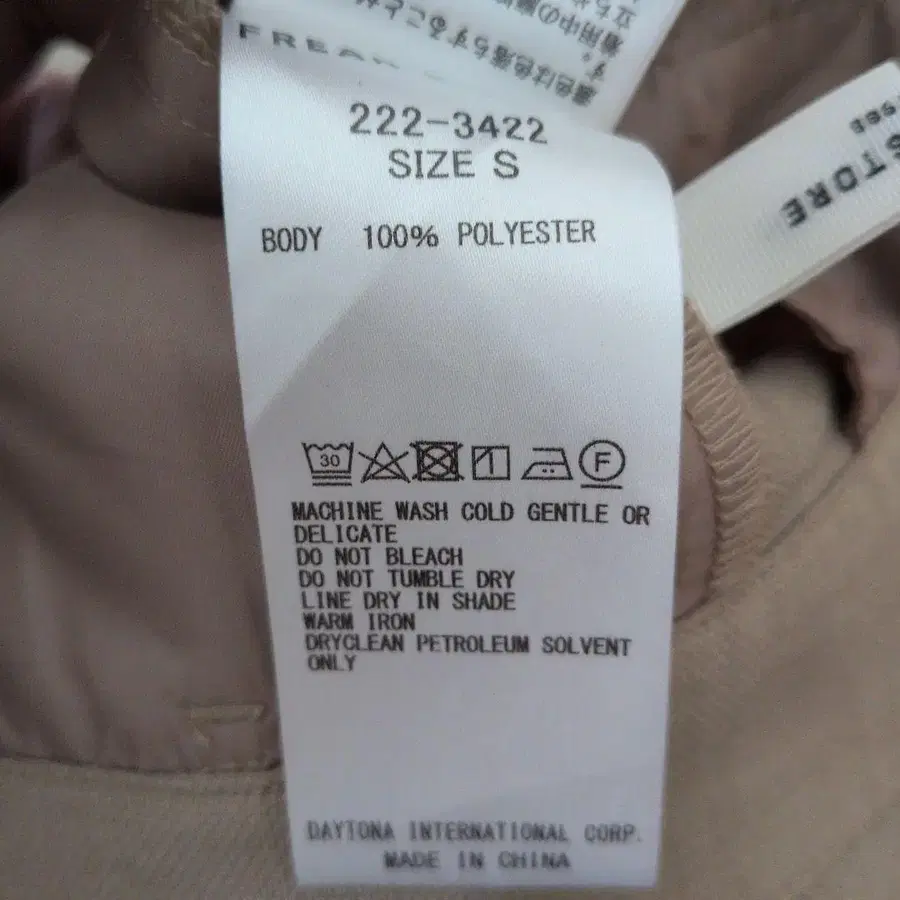 222-3422
SIZE S
BODY 100% POLYESTER
30
F
MACHINE WASH COLD GENTLE OR
DELICATE
DO NOT BLEACH
DO NOT TUMBLE DRY
LINE DRY IN SHADE
WARM IRON
DRYCLEAN PETROLEUM SOLVENT
ONLY
DAYTONA INTERNATIONAL CORP.
MADE IN CHINA
STORE